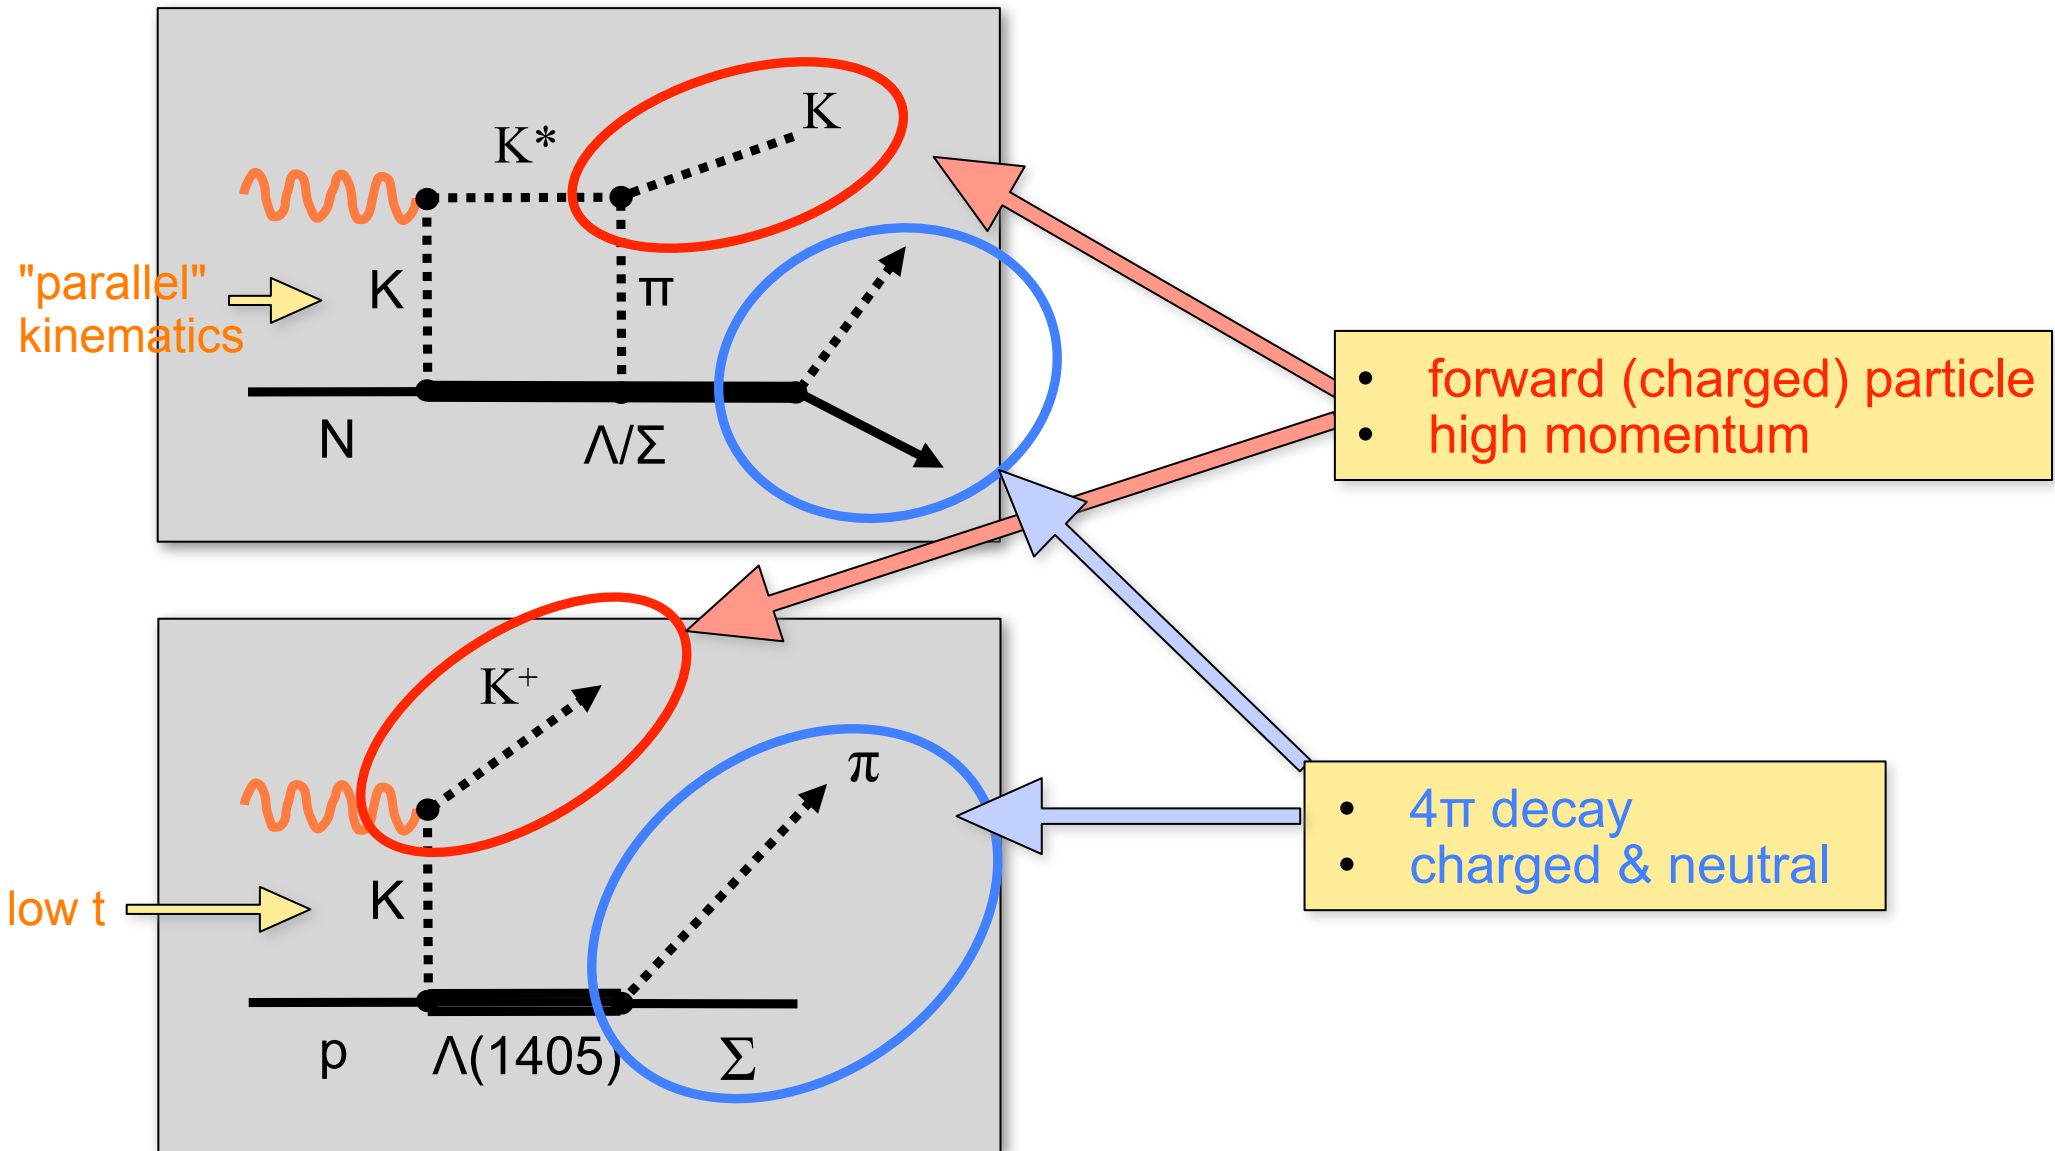 K
K*
"parallel"
kinematics
K
π
N
Λ/Σ
• forward (charged) particle
• high momentum
K⁺
π
low t
K
p
Λ(1405)
Σ
• 4π decay
• charged & neutral